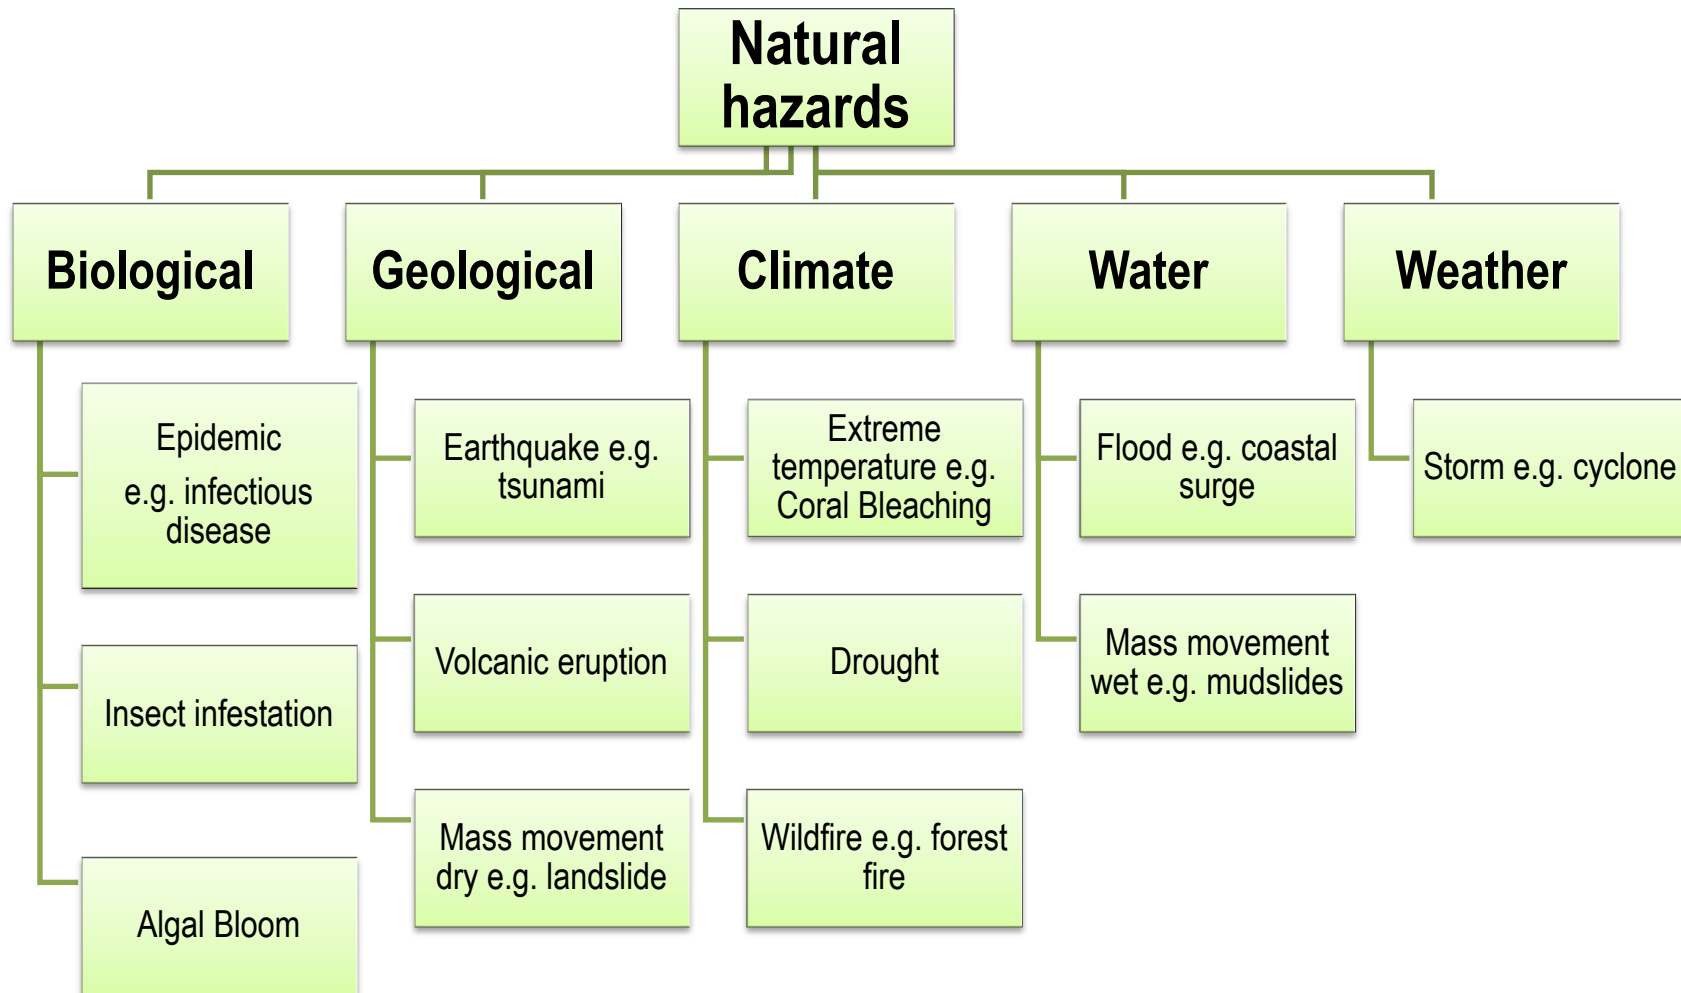 Natural
hazards
Biological
Geological
Climate
Water
Weather
Epidemic
e.g. infectious
disease
Insect infestation
Algal Bloom
Earthquake e.g.
tsunami
Volcanic eruption
Mass movement
dry e.g. landslide
Extreme
temperature e.g.
Coral Bleaching
Drought
Wildfire e.g. forest
fire
Flood e.g. coastal
surge
Mass movement
wet e.g. mudslides
Storm e.g. cyclone